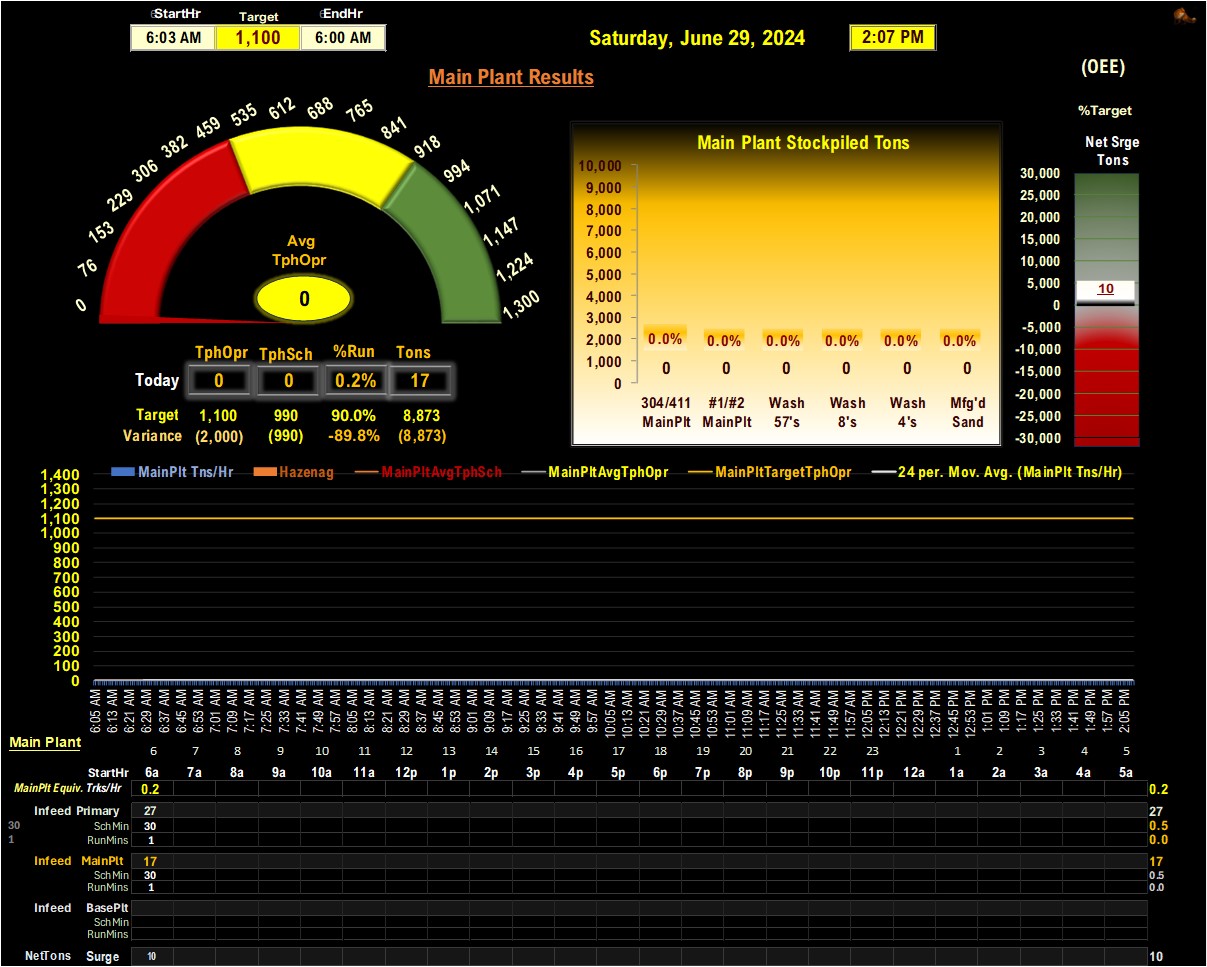 StartHr Target EndHr
6:03 AM 1,100 6:00 AM
Saturday, June 29, 2024 2:07 PM
Main Plant Results
(OEE)
%Target
Net Srge
Tons
0 76 153 229 306 382 459 535 612 688 765 841 918 994 1,071 1,147 1,224 1,300
Avg
TphOpr
0
TphOpr TphSch %Run Tons
Today 0 0 0.2% 17
Target 1,100 990 90.0% 8,873
Variance (2,000) (990) -89.8% (8,873)
Main Plant Stockpiled Tons
10,000
9,000
8,000
7,000
6,000
5,000
4,000
3,000
2,000
1,000
0
0.0% 0.0% 0.0% 0.0% 0.0% 0.0%
0 0 0 0 0 0
304/411 #1/#2 Wash Wash Wash Mfg'd
MainPlt MainPlt 57's 8's 4's Sand
30,000
25,000
20,000
15,000
10,000
5,000
0
-5,000
-10,000
-15,000
-20,000
-25,000
-30,000
10
MainPlt Tns/Hr Hazenag MainPltAvgTphSch MainPltAvgTphOpr MainPltTargetTphOpr 24 per. Mov. Avg. (MainPlt Tns/Hr)
1,400
1,300
1,200
1,100
1,000
900
800
700
600
500
400
300
200
100
0
6:05 AM 6:13 AM 6:21 AM 6:29 AM 6:37 AM 6:45 AM 6:53 AM 7:01 AM 7:09 AM 7:17 AM 7:25 AM 7:33 AM 7:41 AM 7:49 AM 7:57 AM 8:05 AM 8:13 AM 8:21 AM 8:29 AM 8:37 AM 8:45 AM 8:53 AM 9:01 AM 9:09 AM 9:17 AM 9:25 AM 9:33 AM 9:41 AM 9:49 AM 9:57 AM 10:05 AM 10:13 AM 10:21 AM 10:29 AM 10:37 AM 10:45 AM 10:53 AM 11:01 AM 11:09 AM 11:17 AM 11:25 AM 11:33 AM 11:41 AM 11:49 AM 11:57 AM 12:05 PM 12:13 PM 12:21 PM 12:29 PM 12:37 PM 12:45 PM 12:53 PM 1:01 PM 1:09 PM 1:17 PM 1:25 PM 1:33 PM 1:41 PM 1:49 PM 1:57 PM 2:05 PM
Main Plant
6 7 8 9 10 11 12 13 14 15 16 17 18 19 20 21 22 23 1 2 3 4 5
StartHr 6a 7a 8a 9a 10a 11a 12p 1p 2p 3p 4p 5p 6p 7p 8p 9p 10p 11p 12a 1a 2a 3a 4a 5a
MainPlt Equiv. Trks/Hr 0.2 0.2
Infeed Primary 27 27
30 SchMin 30 0.5
1 RunMins 1 0.0
Infeed MainPlt 17 17
SchMin 30 0.5
RunMins 1 0.0
Infeed BasePlt
SchMin
RunMins
NetTons Surge 10 10